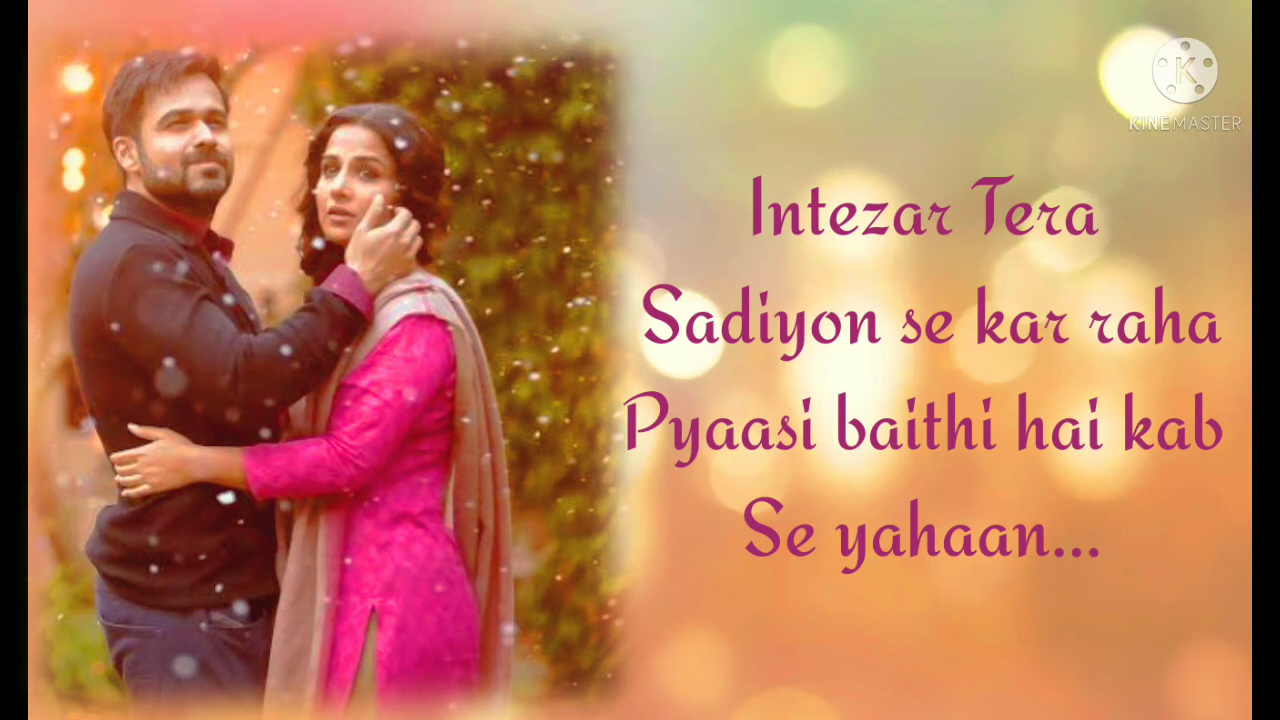 KINEMASTER
Intezar Tera
Sadiyon se kar raha
Pyaasi baithi hai kab
Se yahaan...